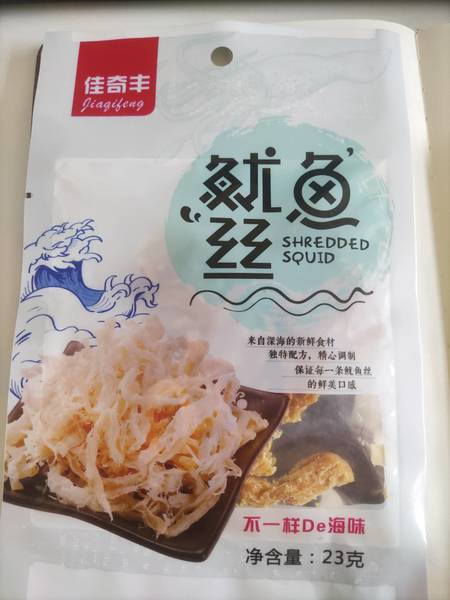 佳奇丰
Jiaqifeng
鱿鱼
丝
SHREDDED
SQUID
来自深海的新鲜食材
独特配方，精心调制
保证每一条鱿鱼丝
的鲜美口感
不一样De海味
净含量：23克